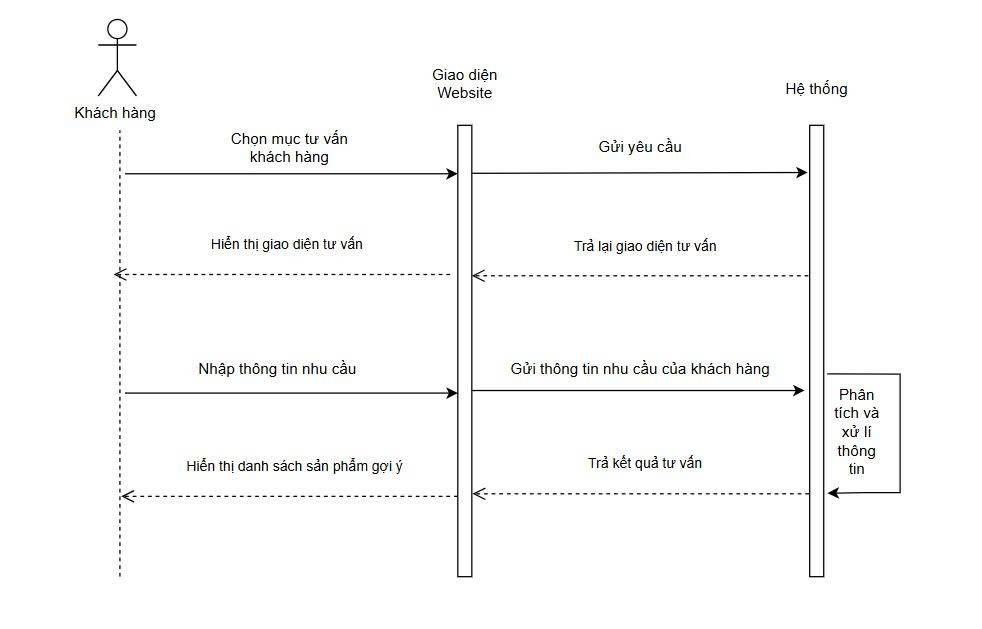 Khách hàng
Giao diện
Website
Hệ thống
Chọn mục tư vấn
khách hàng
Gửi yêu cầu
Hiển thị giao diện tư vấn
Trả lại giao diện tư vấn
Nhập thông tin nhu cầu
Gửi thông tin nhu cầu của khách hàng
Phân
tích và
xử lí
thông
tin
Hiển thị danh sách sản phẩm gợi ý
Trả kết quả tư vấn